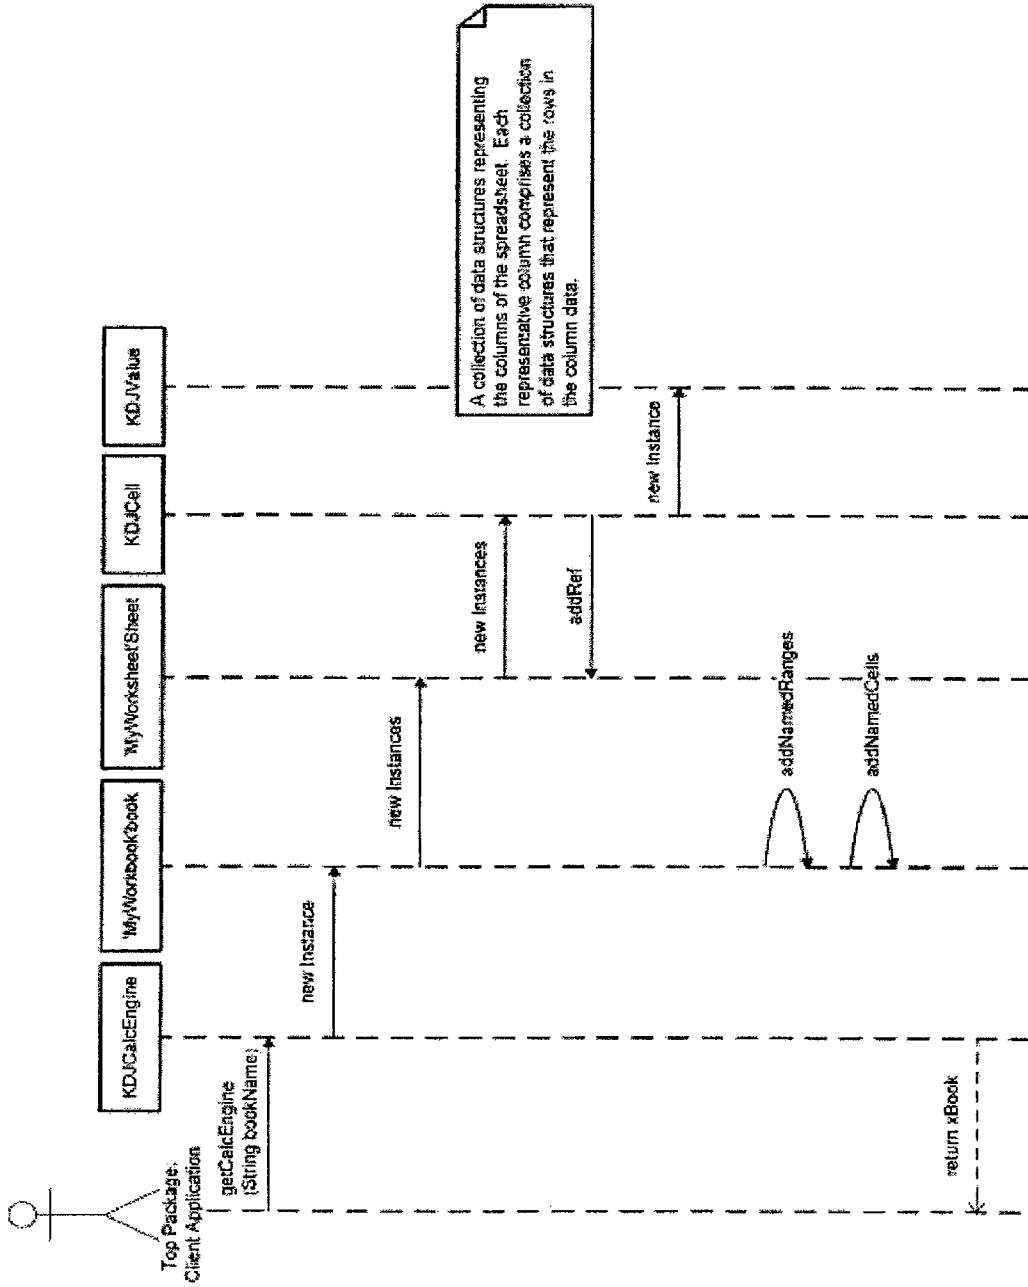 Top Package:
Client Application
KDJCalcEngine
'MyWorkbook'book
'MyWorksheet'Sheet
KDJCell
KDJValue
getCalcEngine
(String bookName)
new Instance
new Instances
A collection of data structures representing
the columns of the spreadsheet. Each
representative column comprises a collection
of data structures that represent the rows in
the column data.
new Instances
addRef
new Instance
addNamedRanges
addNamedCells
return xBook